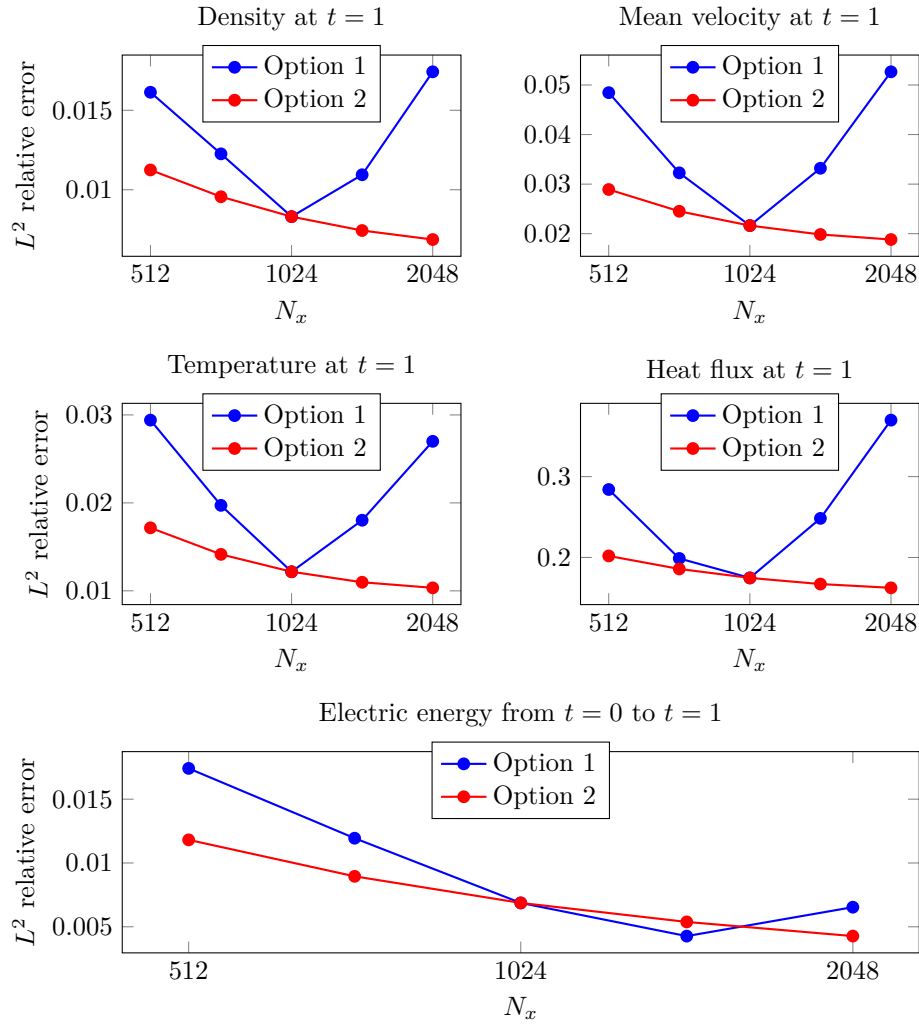 Density at t = 1
Option 1
Option 2
0.015
0.01
L² relative error
512
1024
2048
N_x
Mean velocity at t = 1
Option 1
Option 2
0.05
0.04
0.03
0.02
512
1024
2048
N_x
Temperature at t = 1
Option 1
Option 2
0.03
0.02
0.01
L² relative error
512
1024
2048
N_x
Heat flux at t = 1
Option 1
Option 2
0.3
0.2
512
1024
2048
N_x
Electric energy from t = 0 to t = 1
Option 1
Option 2
0.015
0.01
0.005
L² relative error
512
1024
2048
N_x